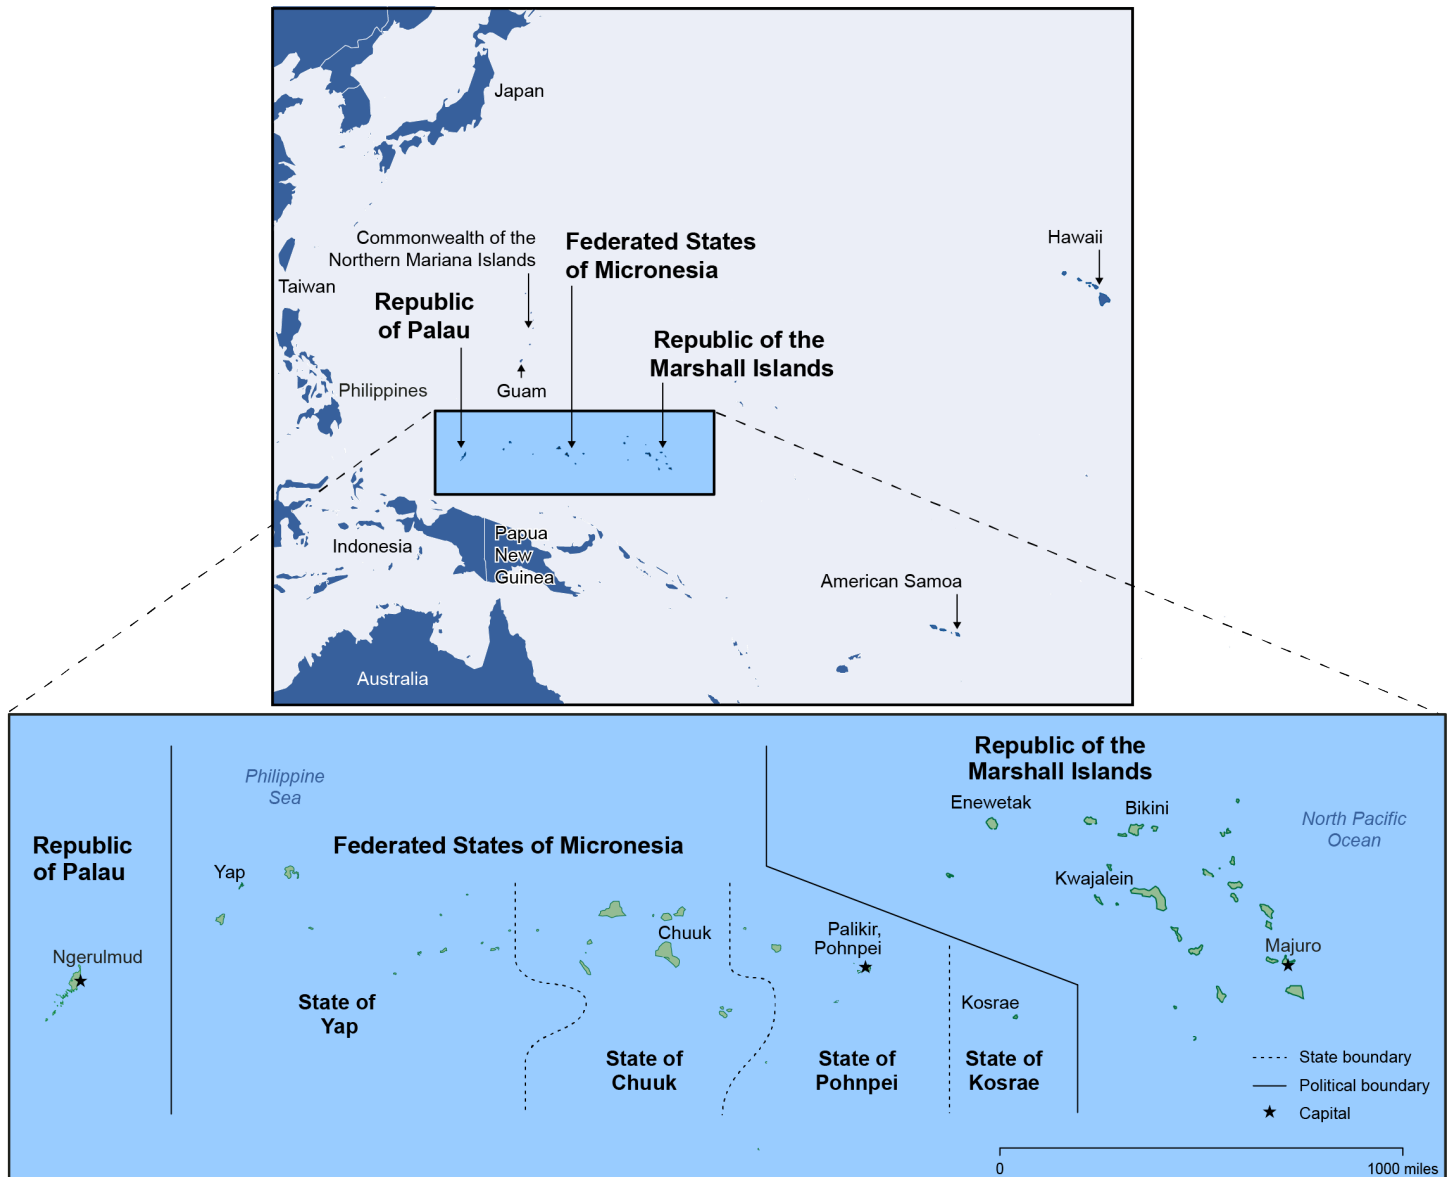 Japan
Commonwealth of the
Northern Mariana Islands
Federated States
of Micronesia
Hawaii
Taiwan
Republic
of Palau
Republic of the
Marshall Islands
Philippines
Guam
Indonesia
Papua
New
Guinea
American Samoa
Australia
Republic of the
Marshall Islands
Philippine
Sea
Enewetak
Bikini
North Pacific
Ocean
Republic
of Palau
Federated States of Micronesia
Yap
Kwajalein
Chuuk
Palikir,
Pohnpei
Majuro
Ngerulmud
State of
Yap
Kosrae
State of
Chuuk
State of
Pohnpei
State of
Kosrae
State boundary
Political boundary
Capital
0
1000 miles